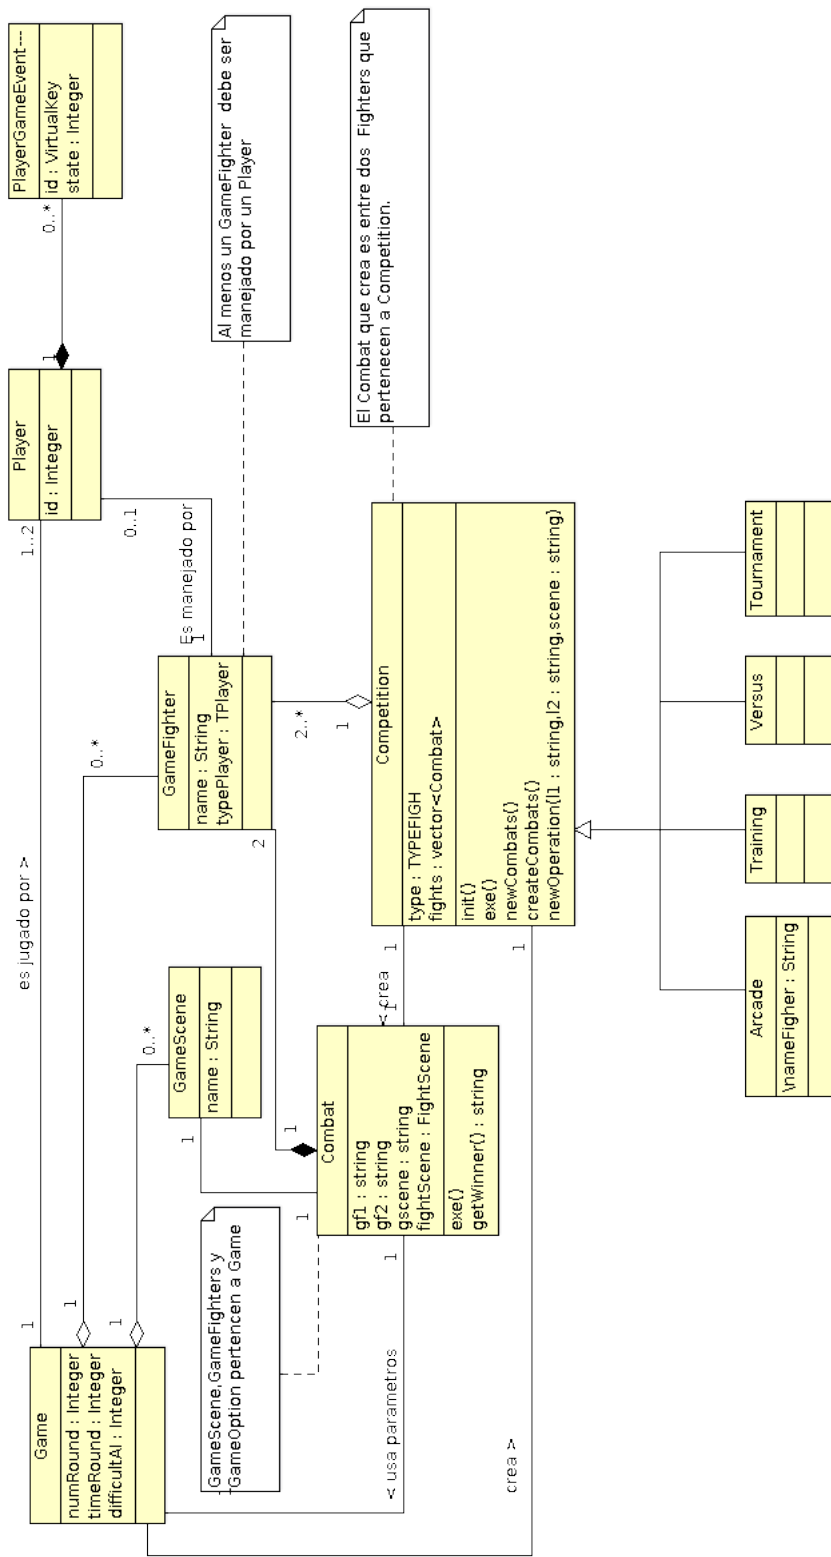 Game
numRound : Integer
timeRound : Integer
difficultAI : Integer
1
es jugado por >
1..2
Player
id : Integer
1
0..*
PlayerGameEvent---
id : VirtualKey
state : Integer
1
0..*
GameFighter
name : String
typePlayer : TPlayer
1
Es manejado por
0..1
Al menos un GameFighter debe ser
manejado por un Player
1
0..*
GameScene
name : String
1
1
GameScene,GameFighters y
GameOption pertencen a Game
Combat
gf1 : string
gf2 : string
gscene : string
fightScene : FightScene
exe()
getWinner() : string
1
2
2..*
1
< crea
1
1
Competition
type : TYPEFIGH
fights : vector<Combat>
init()
exe()
newCombats()
createCombats()
newOperation(l1 : string,l2 : string,scene : string)
El Combat que crea es entre dos Fighters que
pertenecen a Competition.
< usa parametros
1
crea >
1
Arcade
\nameFigher : String
Training
Versus
Tournament